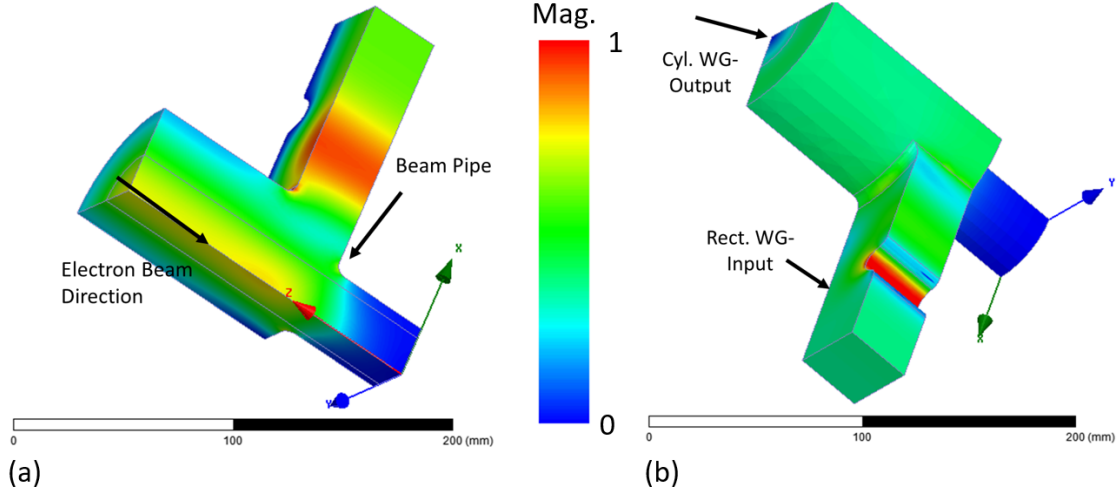 Mag.
1
0
Beam Pipe
Electron Beam
Direction
X
Z
Y
0
100
200 (mm)
(a)
Cyl. WG-
Output
Rect. WG-
Input
Y
X
0
100
200 (mm)
(b)